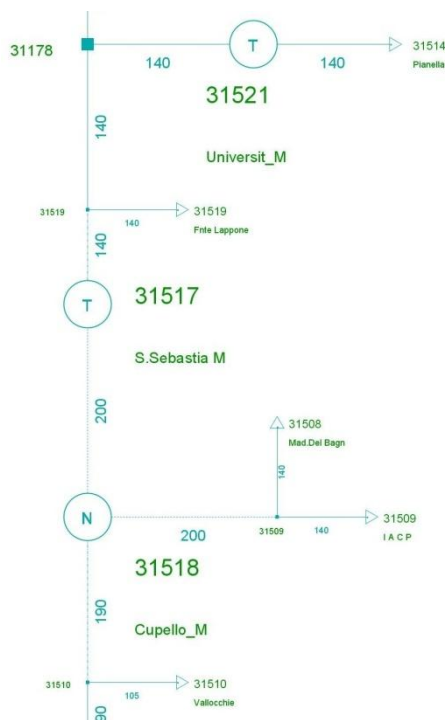 31178
T
31514
140
140
Pianella
31521
140
Universit_M
31519
31519
140
Fnte Lappone
140
T
31517
S.Sebastia M
200
31508
Mad.Del Bagn
140
N
31509
200
31509
140
I A C P
31518
190
Cupello_M
31510
31510
105
Vallocchie
90